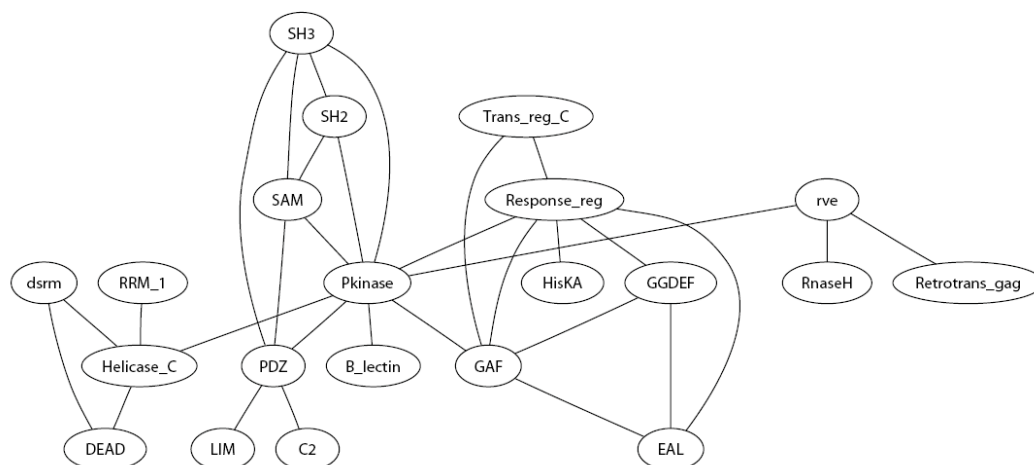 SH3
SH2
Trans_reg_C
SAM
Response_reg
rve
dsrm
RRM_1
Pkinase
HisKA
GGDEF
RnaseH
Retrotrans_gag
Helicase_C
PDZ
B_lectin
GAF
DEAD
LIM
C2
EAL